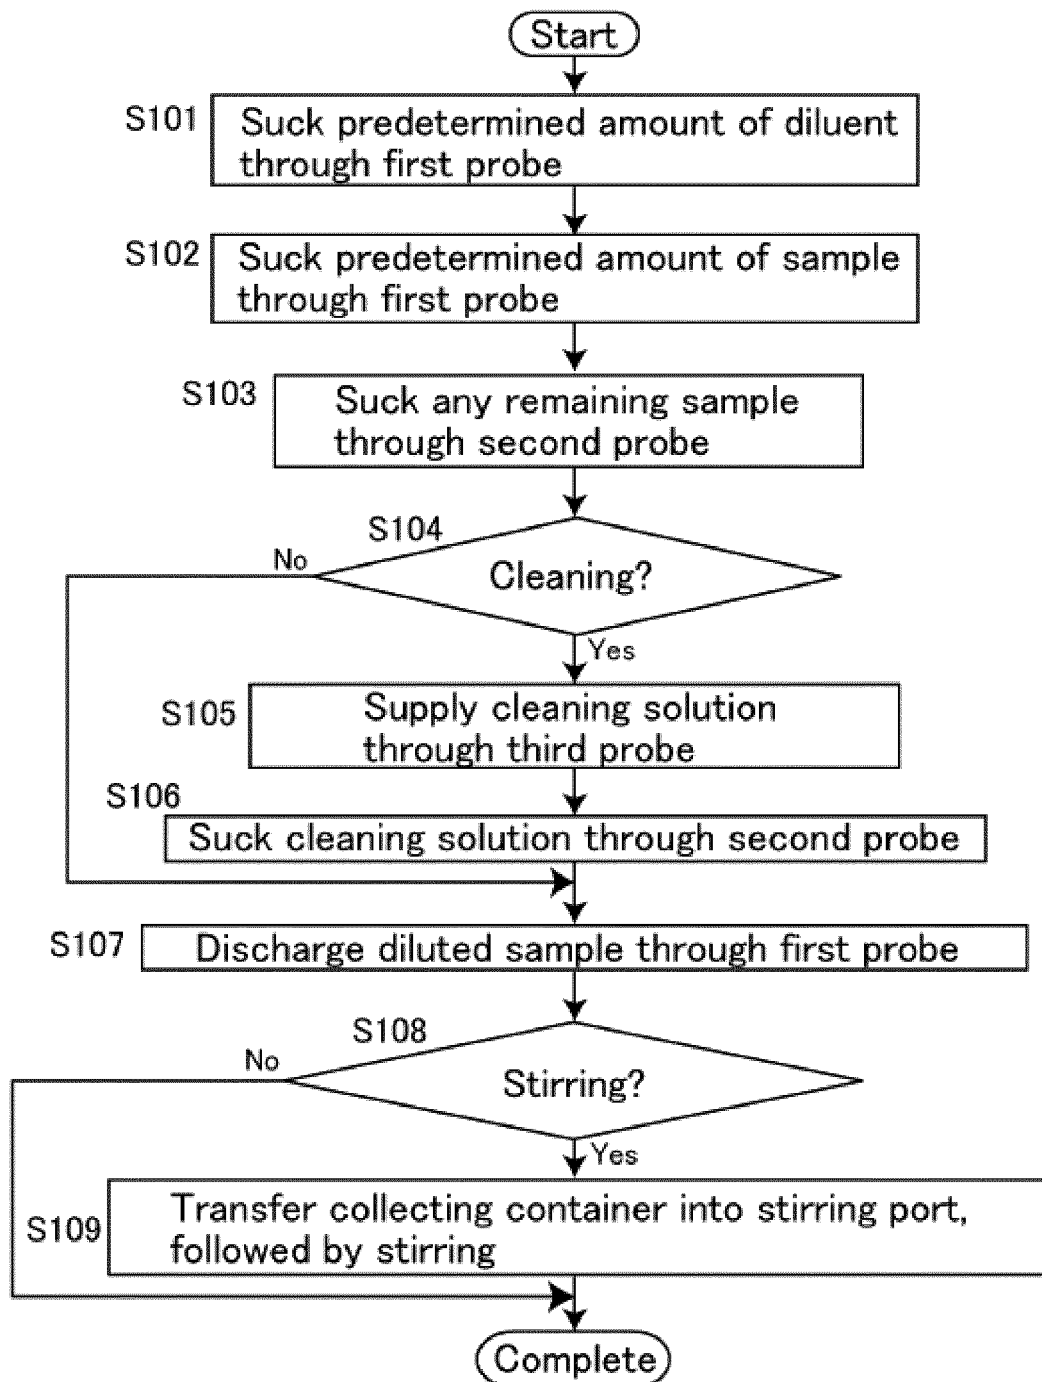 Start
S101
Suck predetermined amount of diluent
through first probe
S102
Suck predetermined amount of sample
through first probe
S103
Suck any remaining sample
through second probe
S104
No
Cleaning?
Yes
S105
Supply cleaning solution
through third probe
S106
Suck cleaning solution through second probe
S107
Discharge diluted sample through first probe
S108
No
Stirring?
Yes
S109
Transfer collecting container into stirring port,
followed by stirring
Complete